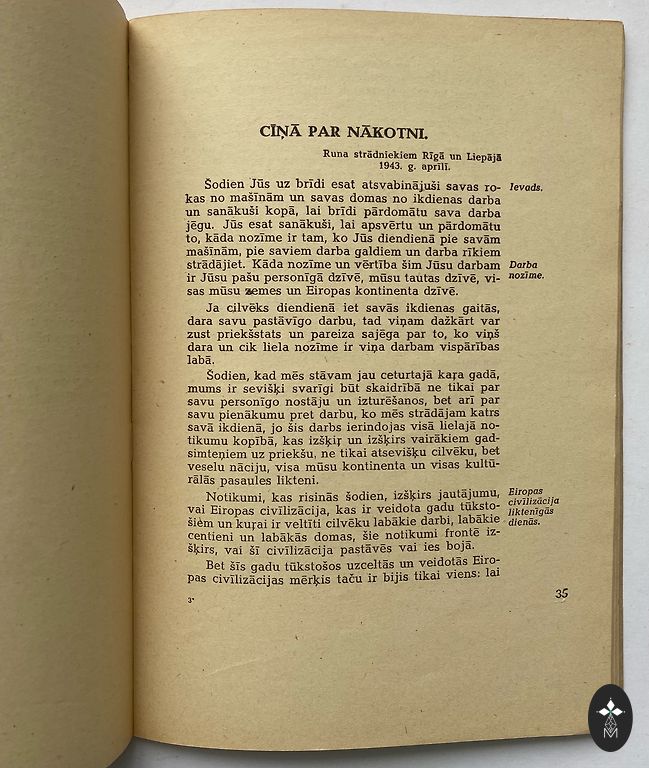 CĪŅĀ PAR NĀKOTNI.
Runa strādniekiem Rīgā un Liepājā
1943. g. aprīlī.
Šodien Jūs uz brīdi esat atsvabinājuši savas ro-
kas no mašīnām un savas domas no ikdienas darba
un sanākuši kopā, lai brīdi pārdomātu sava darba
jēgu. Jūs esat sanākuši, lai apsvērtu un pārdomātu
to, kāda nozīme ir tam, ko Jūs diendienā pie savām
mašīnām, pie saviem darba galdiem un darba rīkiem
strādājiet. Kāda nozīme un vērtība šim Jūsu darbam
ir Jūsu pašu personīgā dzīvē, mūsu tautas dzīvē, vi-
sas mūsu zemes un Eiropas kontinenta dzīvē.
Ievads.
Darba
nozīme.
Ja cilvēks diendienā iet savās ikdienas gaitās,
dara savu pastāvīgo darbu, tad viņam dažkārt var
zust priekšstats un pareiza sajēga par to, ko viņš
dara un cik liela nozīme ir viņa darbam vispārības
labā.
Šodien, kad mēs stāvam jau ceturtajā kaŗa gadā,
mums ir sevišķi svarīgi būt skaidrībā ne tikai par
savu personīgo nostāju un izturēšanos, bet arī par
savu pienākumu pret darbu, ko mēs strādājam katrs
savā ikdienā, jo šis darbs ierindojas visā lielajā no-
tikumu kopībā, kas izšķiŗ un izšķirs vairākiem gad-
simteņiem uz priekšu, ne tikai atsevišķu cilvēku, bet
veselu nāciju, visa mūsu kontinenta un visas kultū-
rālās pasaules likteni.
Notikumi, kas risinās šodien, izšķirs jautājumu,
vai Eiropas civīlizācija, kas ir veidota gadu tūksto-
šiem un kuŗai ir veltīti cilvēku labākie darbi, labākie
centieni un labākās domas, šie notikumi frontē iz-
šķirs, vai šī civīlizācija pastāvēs vai ies bojā.
Eiropas
civīlizācija
liktenīgās
dienās.
Bet šīs gadu tūkstošos uzceltās un veidotās Eiro-
pas civīlizācijas mērķis taču ir bijis tikai viens: lai
3*
35
M